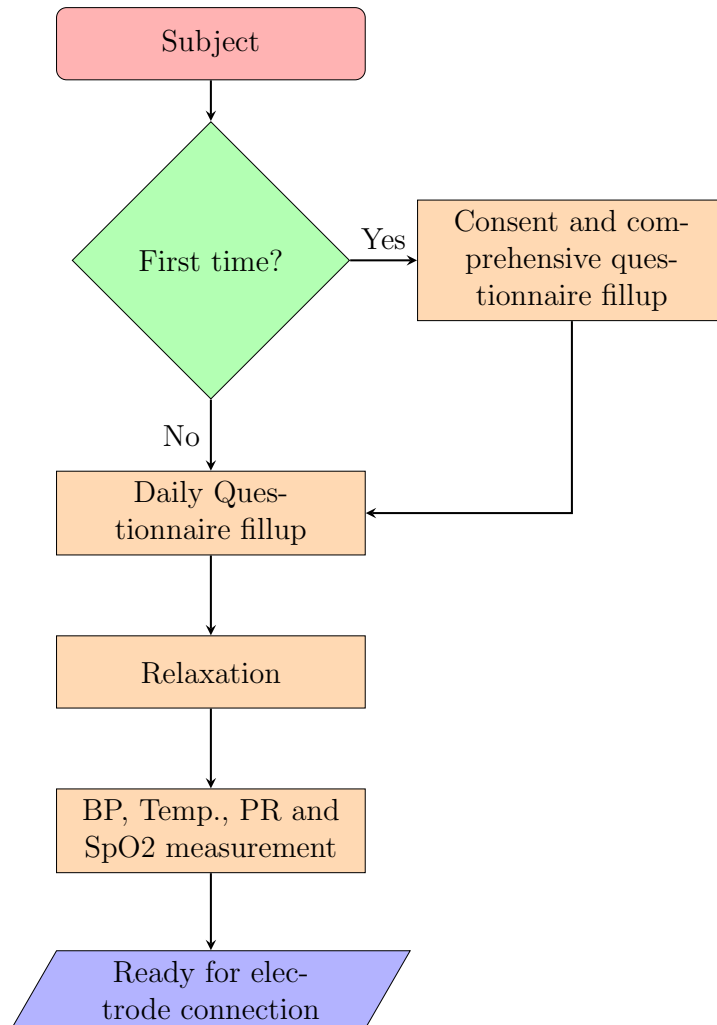 Subject
First time?
Yes
Consent and com-
prehensive ques-
tionnaire fillup
No
Daily Ques-
tionnaire fillup
Relaxation
BP, Temp., PR and
SpO2 measurement
Ready for elec-
trode connection